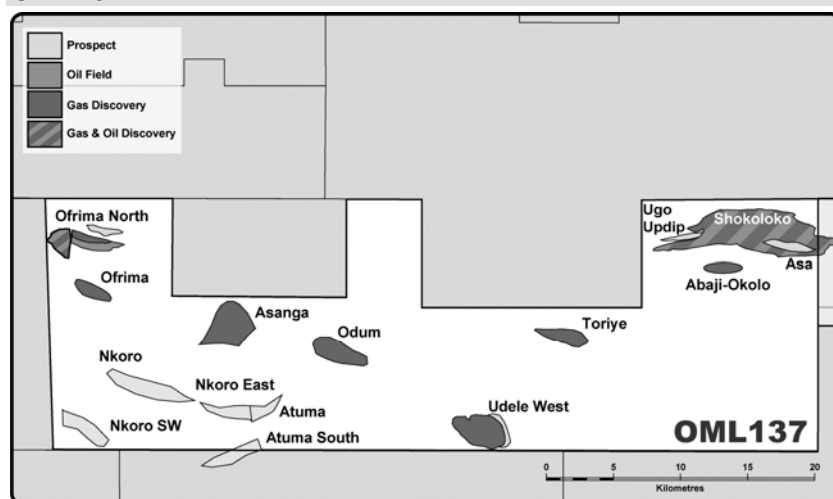 Prospect
Oil Field
Gas Discovery
Gas & Oil Discovery
Ofrima North
Ugo
Updip
Shokoloko
Asa
Abaji-Okolo
Ofrima
Asanga
Odum
Toriye
Nkoro
Nkoro East
Atuma
Nkoro SW
Atuma South
Udele West
OML137
0 5 10 15 20
Kilometres